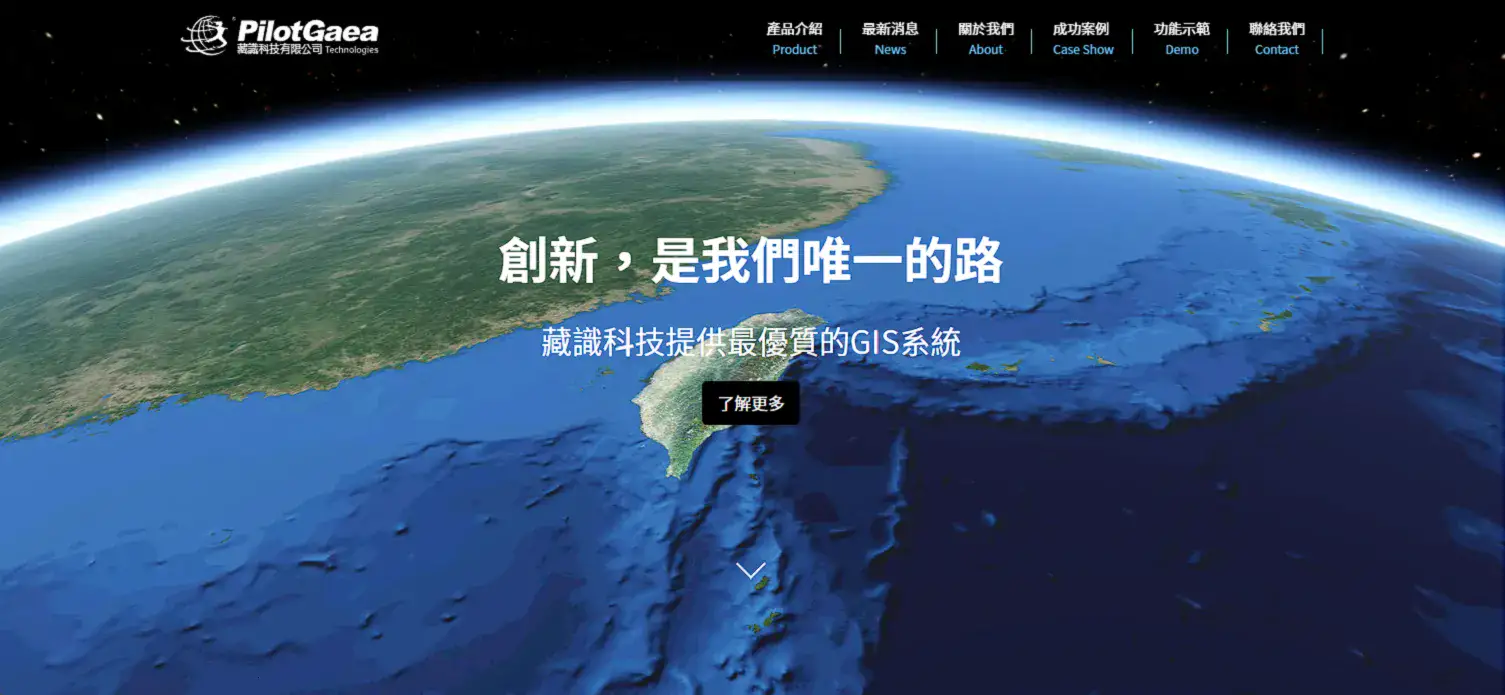 PilotGaea
藏識科技有限公司 Technologies
產品介紹 最新消息 關於我們 成功案例 功能示範 聯絡我們
Product News About Case Show Demo Contact
創新，是我們唯一的路
藏識科技提供最優質的GIS系統
了解更多